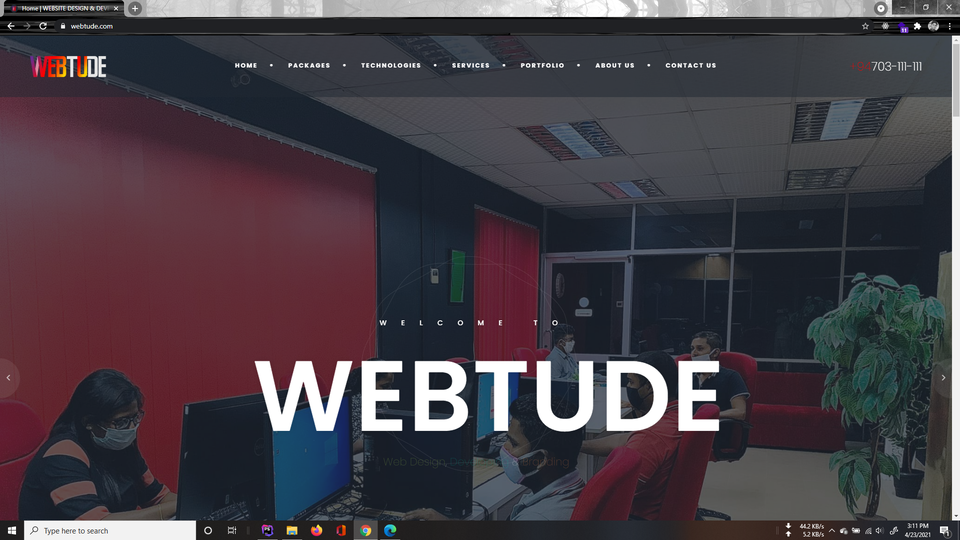 Home | WEBSITE DESIGN & DEV
webtude.com
11
WEBTUDE
HOME • PACKAGES • TECHNOLOGIES • SERVICES • PORTFOLIO • ABOUT US • CONTACT US
703-111-111
WELCOME TO
WEBTUDE
Web Design
Branding
Type here to search
44.2 KB/s
5.2 KB/s
3:11 PM
4/23/2021